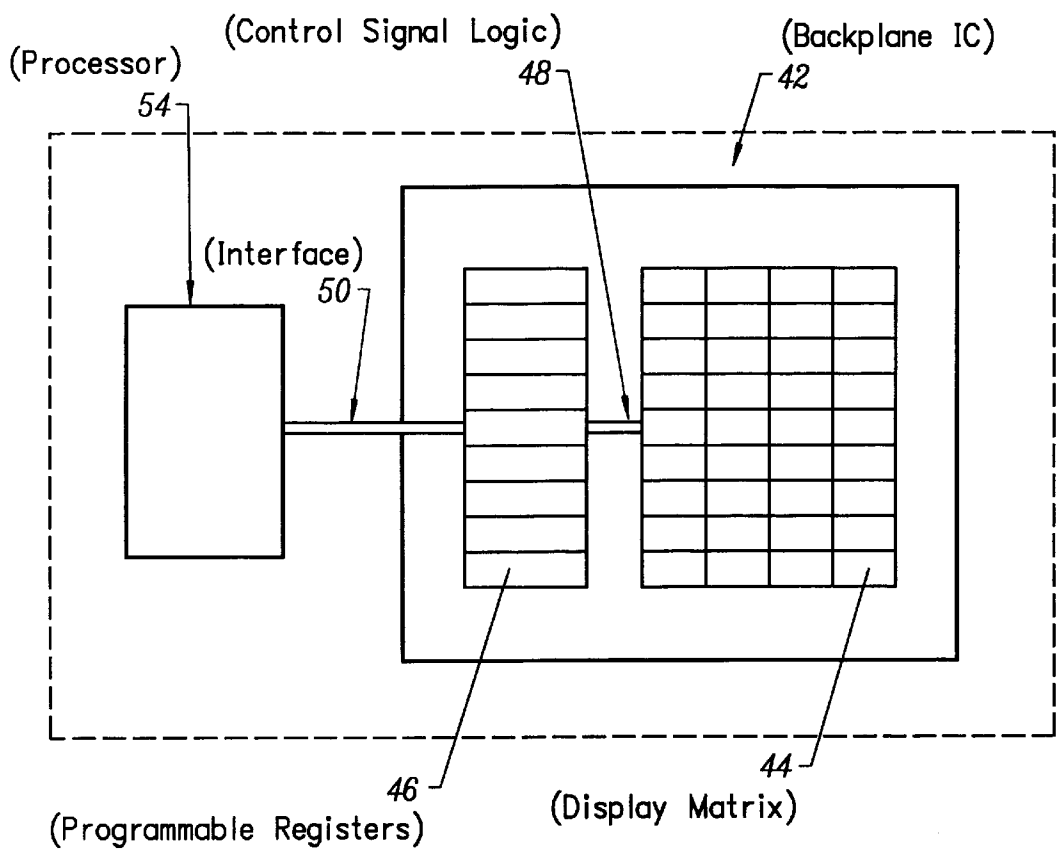 (Control Signal Logic)
48
(Backplane IC)
42
(Processor)
54
(Interface)
50
46
(Programmable Registers)
44
(Display Matrix)